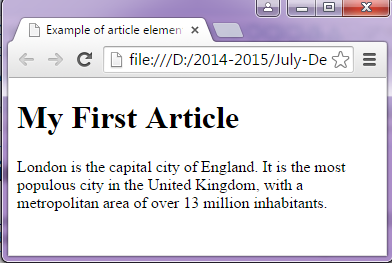 Example of article elemen
file:///D:/2014-2015/July-De
My First Article
London is the capital city of England. It is the most
populous city in the United Kingdom, with a
metropolitan area of over 13 million inhabitants.